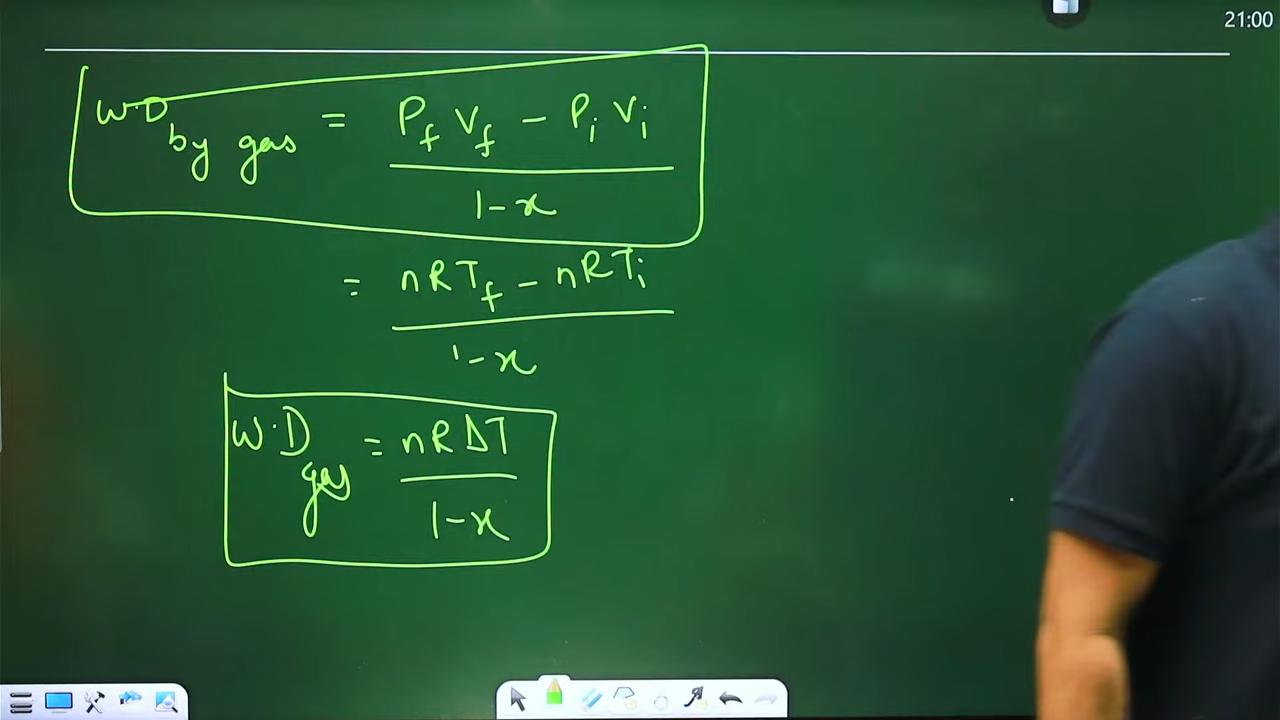 21:00
W.D by gas = P_f V_f - P_i V_i
1-x
= nRT_f - nRT_i
1-x
W.D gas = nRΔT
1-x